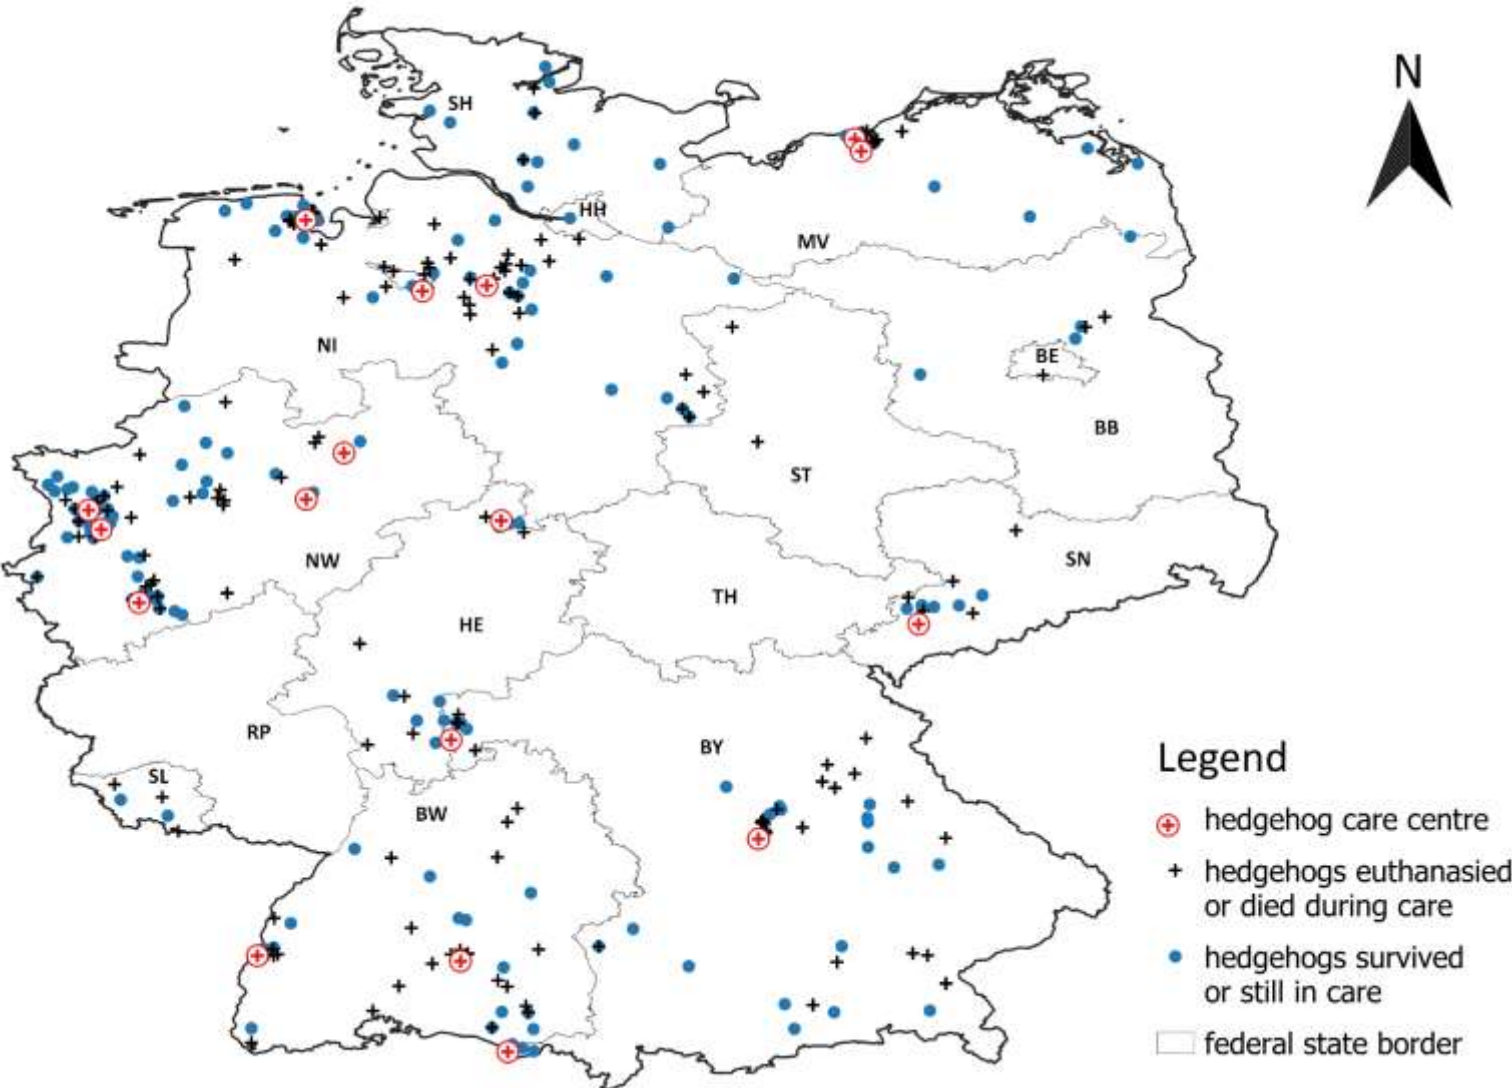 N
SH
HH
MV
NI
BE
BB
ST
NW
SN
TH
HE
RP
BY
SL
BW
Legend
hedgehog care centre
hedgehogs euthanasied
or died during care
hedgehogs survived
or still in care
federal state border